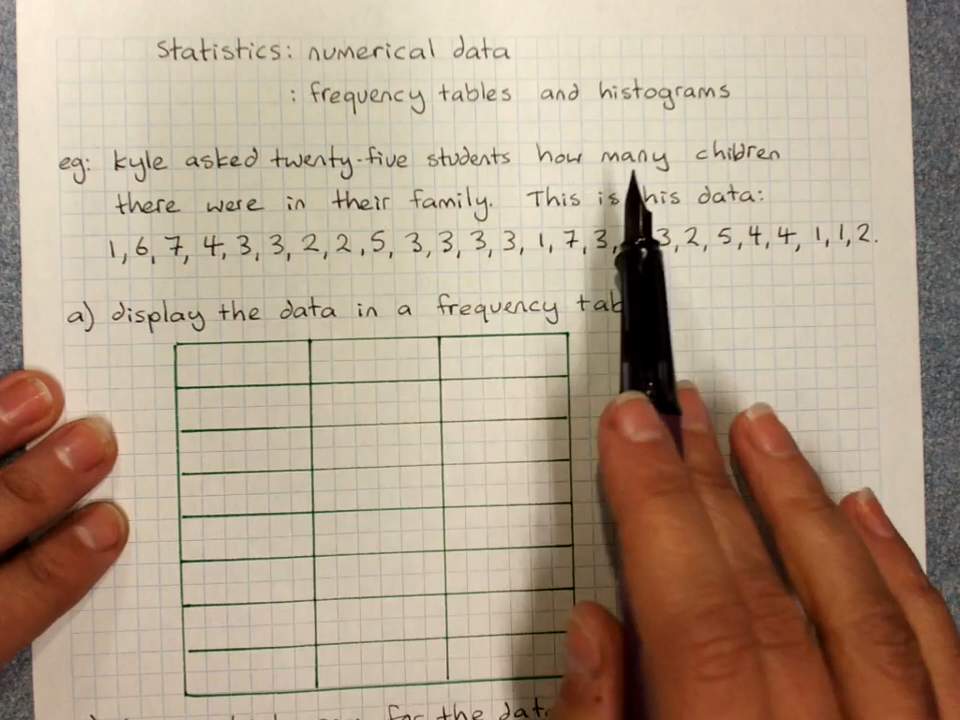 Statistics: numerical data
: frequency tables and histograms
eg: Kyle asked twenty-five students how many children
there were in their family. This is his data:
1, 6, 7, 4, 3, 3, 2, 2, 5, 3, 3, 3, 3, 1, 7, 3, 3, 2, 5, 4, 4, 1, 1, 2.
a) display the data in a frequency
for the